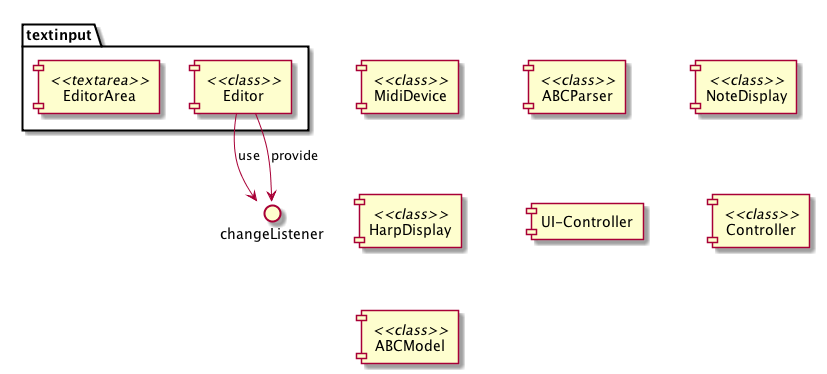 textinput
<<textarea>>
EditorArea
<<class>>
Editor
<<class>>
MidiDevice
<<class>>
ABCParser
<<class>>
NoteDisplay
use
provide
changeListener
<<class>>
HarpDisplay
UI-Controller
<<class>>
Controller
<<class>>
ABCModel